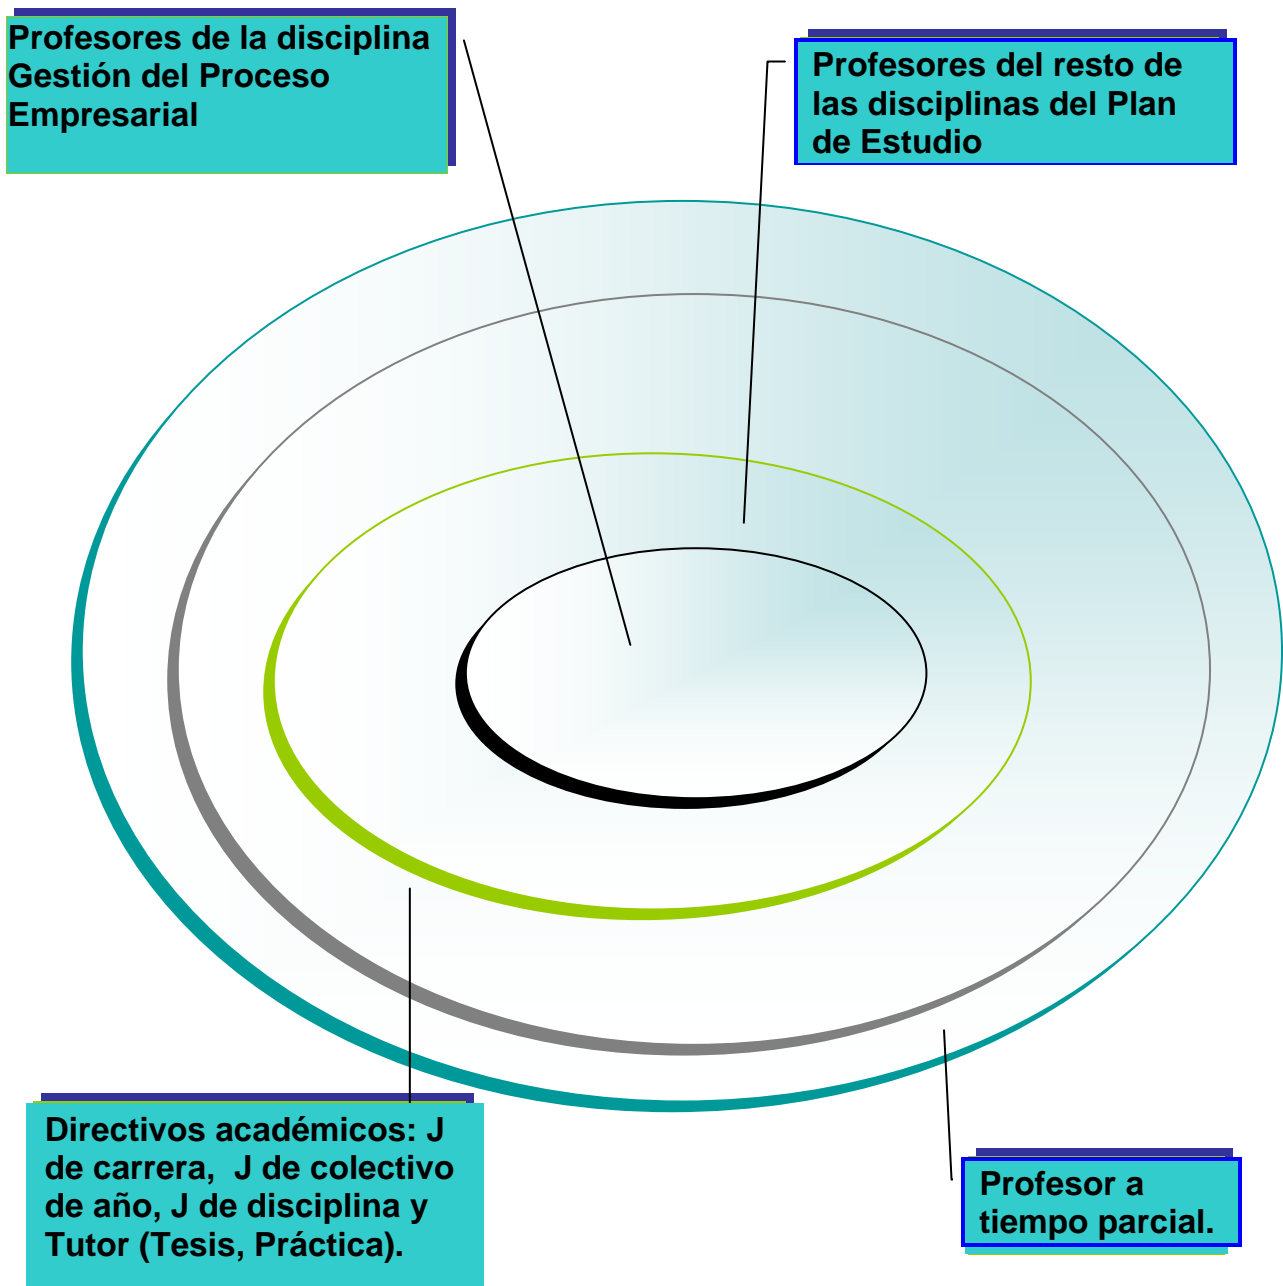 Profesores de la disciplina
Gestión del Proceso
Empresarial
Profesores del resto de
las disciplinas del Plan
de Estudio
Directivos académicos: J
de carrera, J de colectivo
de año, J de disciplina y
Tutor (Tesis, Práctica).
Profesor a
tiempo parcial.